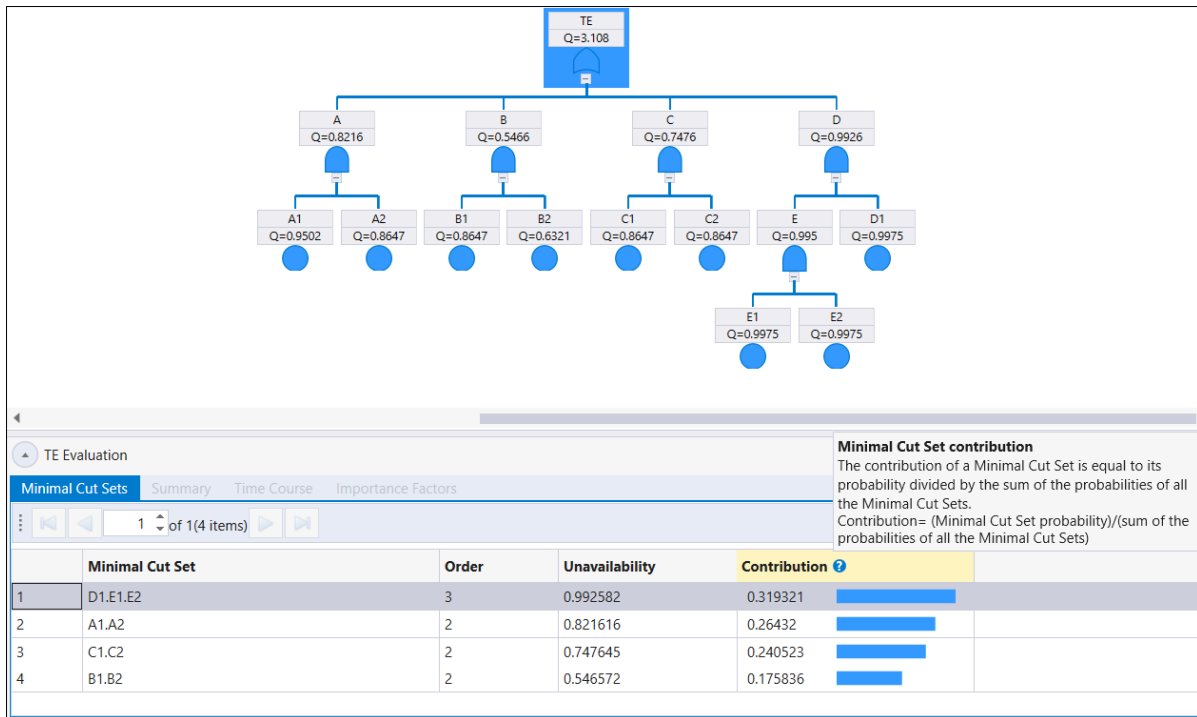 TE
Q=3.108
A
Q=0.8216
B
Q=0.5466
C
Q=0.7476
D
Q=0.9926
A1
Q=0.9502
A2
Q=0.8647
B1
Q=0.8647
B2
Q=0.6321
C1
Q=0.8647
C2
Q=0.8647
E
Q=0.995
D1
Q=0.9975
E1
Q=0.9975
E2
Q=0.9975
TE Evaluation
Minimal Cut Set contribution
The contribution of a Minimal Cut Set is equal to its
probability divided by the sum of the probabilities of all
the Minimal Cut Sets.
Contribution= (Minimal Cut Set probability)/(sum of the
probabilities of all the Minimal Cut Sets)
Minimal Cut Sets Summary Time Course Importance Factors
1 of 1(4 items)
Minimal Cut Set Order Unavailability Contribution ?
1 D1.E1.E2 3 0.992582 0.319321
2 A1.A2 2 0.821616 0.26432
3 C1.C2 2 0.747645 0.240523
4 B1.B2 2 0.546572 0.175836